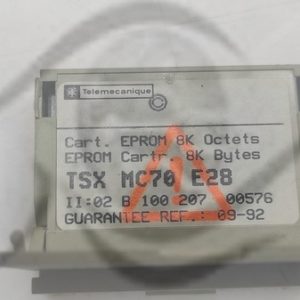 Telemecanique
Cart. EPROM 8K Octets
EPROM Cartr. 8K Bytes
TSX MC70 E28
II:02 B 100 207 00576
GUARANTEE REF.: 09-92